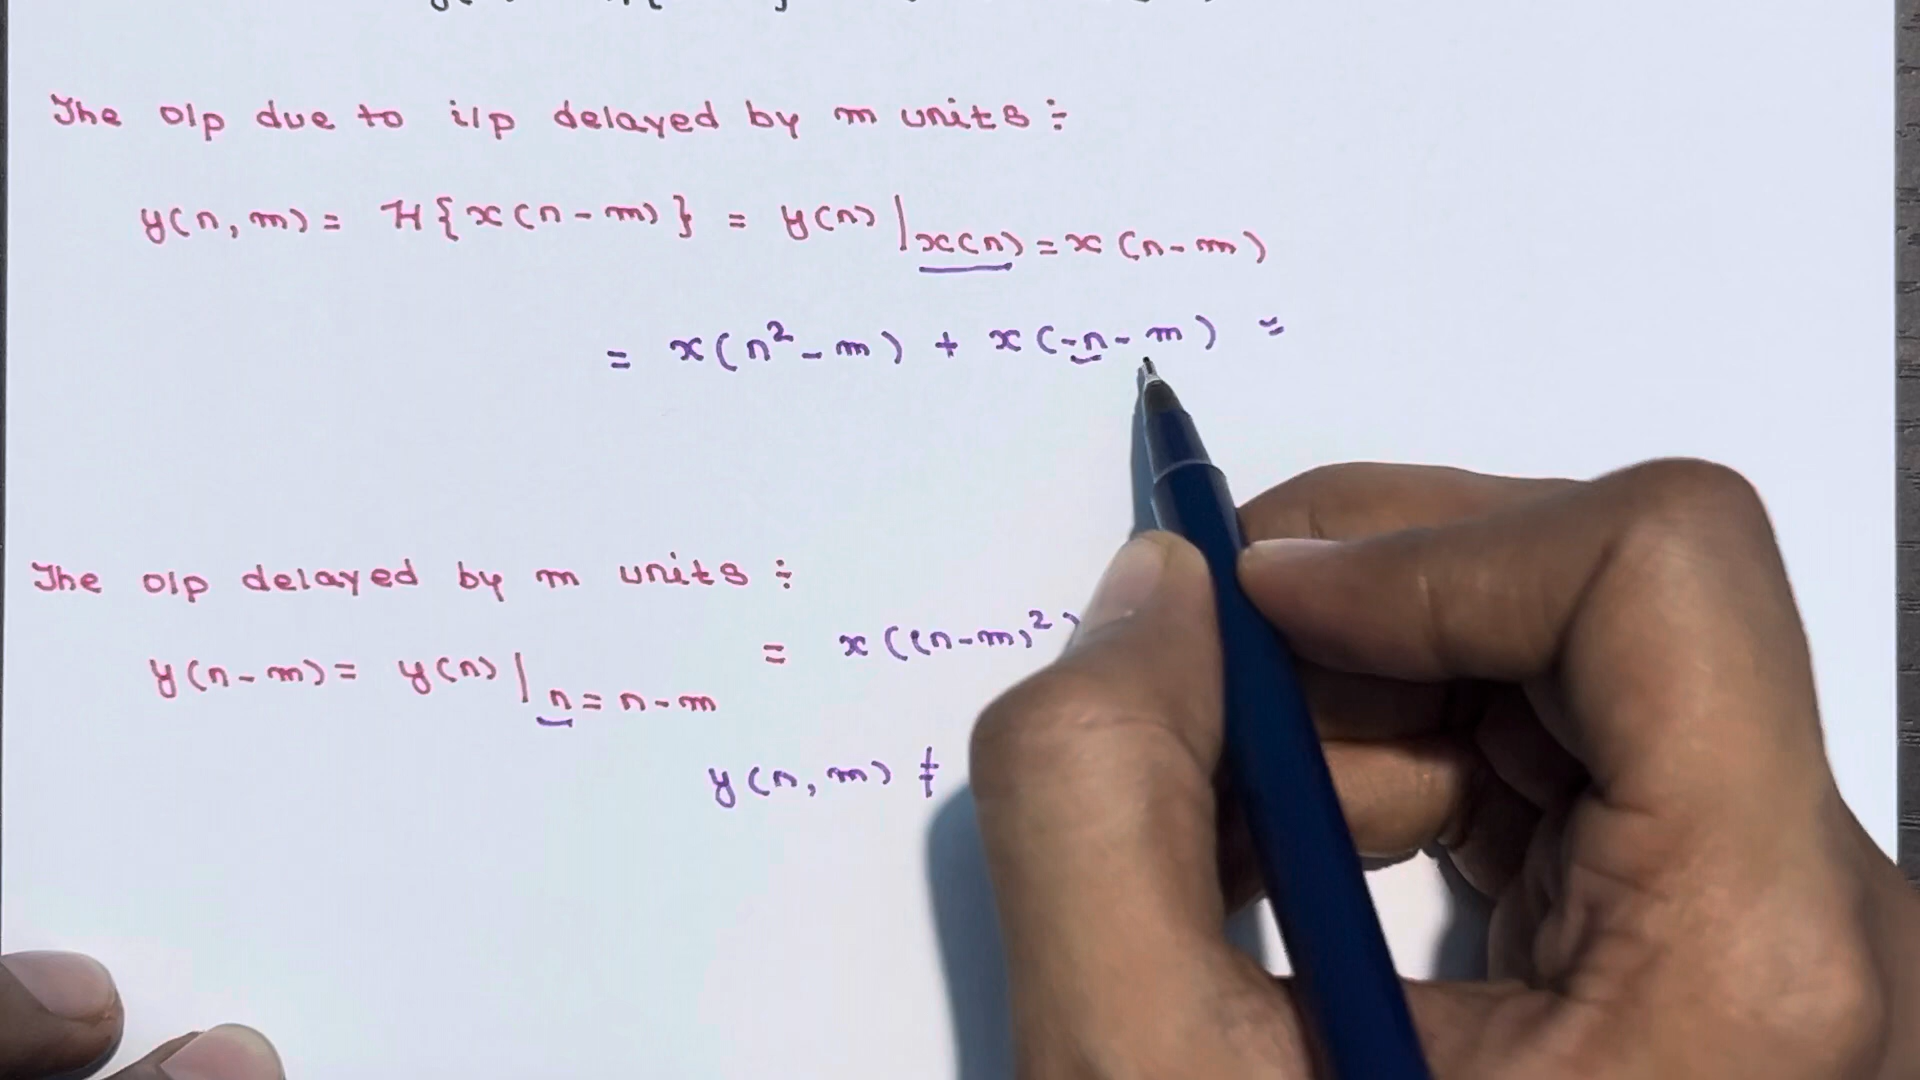 The o/p due to i/p delayed by m units ÷
y(n,m) = H{x(n-m)} = y(n)|x(n) = x(n-m)
= x(n²-m) + x(-n-m) =
The o/p delayed by m units ÷
= x((n-m)²)
y(n-m) = y(n)|n = n-m
y(n,m) ≠